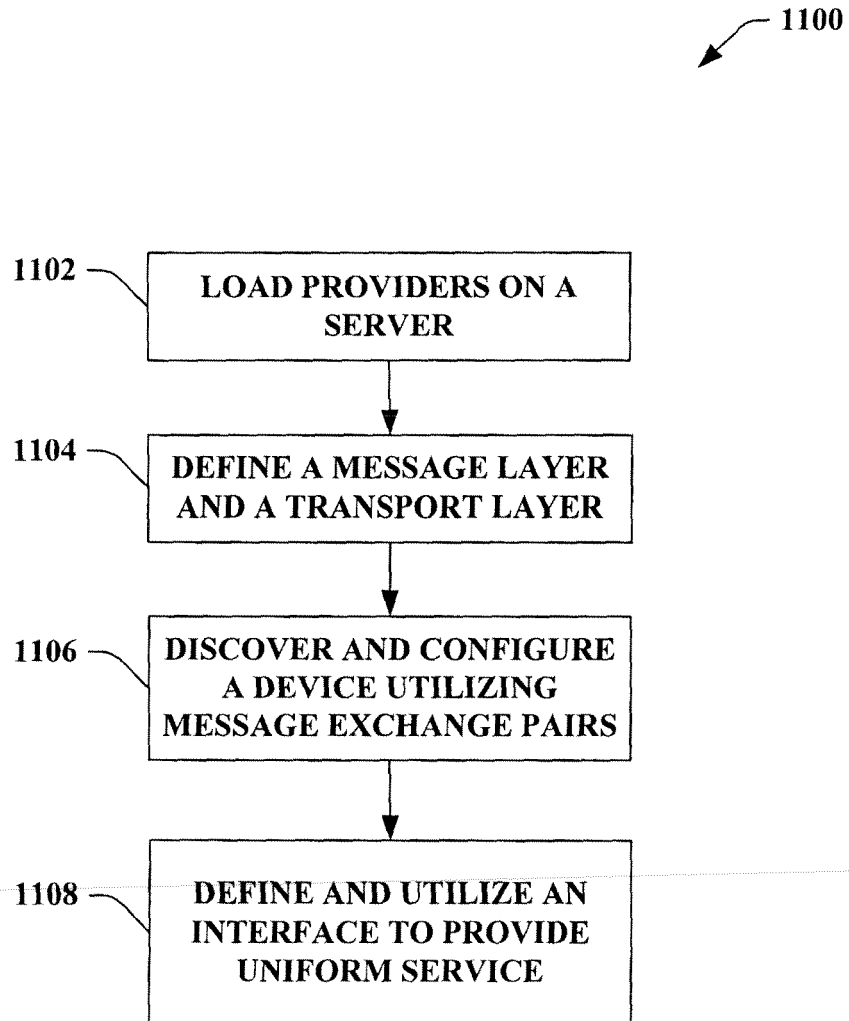 1100
1102
LOAD PROVIDERS ON A
SERVER
1104
DEFINE A MESSAGE LAYER
AND A TRANSPORT LAYER
1106
DISCOVER AND CONFIGURE
A DEVICE UTILIZING
MESSAGE EXCHANGE PAIRS
1108
DEFINE AND UTILIZE AN
INTERFACE TO PROVIDE
UNIFORM SERVICE